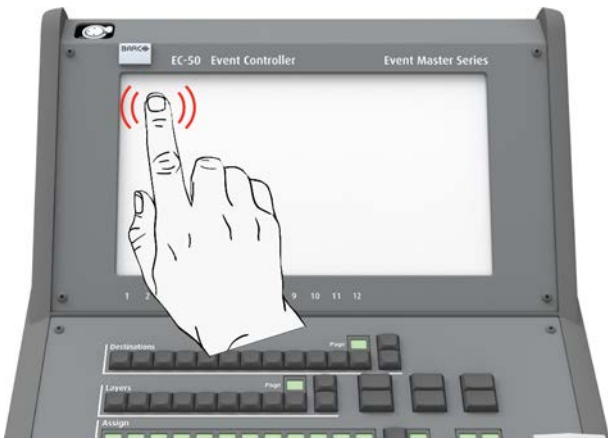 BARCO
EC-50 Event Controller Event Master Series
1 2 9 10 11 12
Destinations Page
Layers Page
Assign